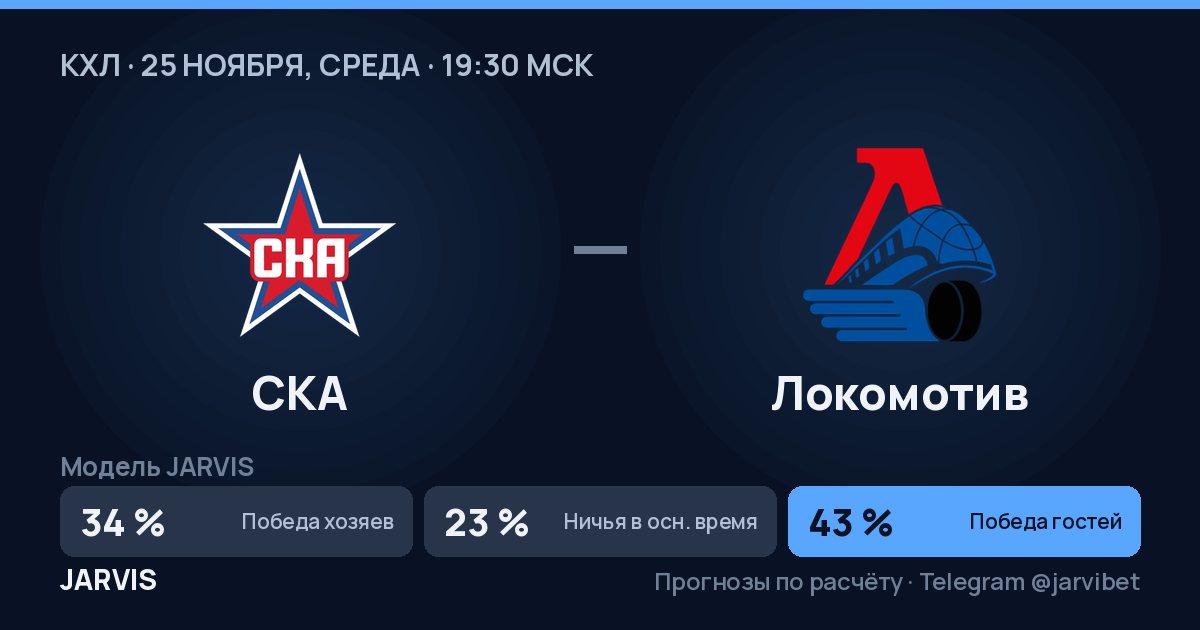 КХЛ · 25 НОЯБРЯ, СРЕДА · 19:30 МСК
СКА
—
СКА
Локомотив
Модель JARVIS
34 % Победа хозяев
23 % Ничья в осн. время
43 % Победа гостей
JARVIS
Прогнозы по расчёту · Telegram @jarvibet